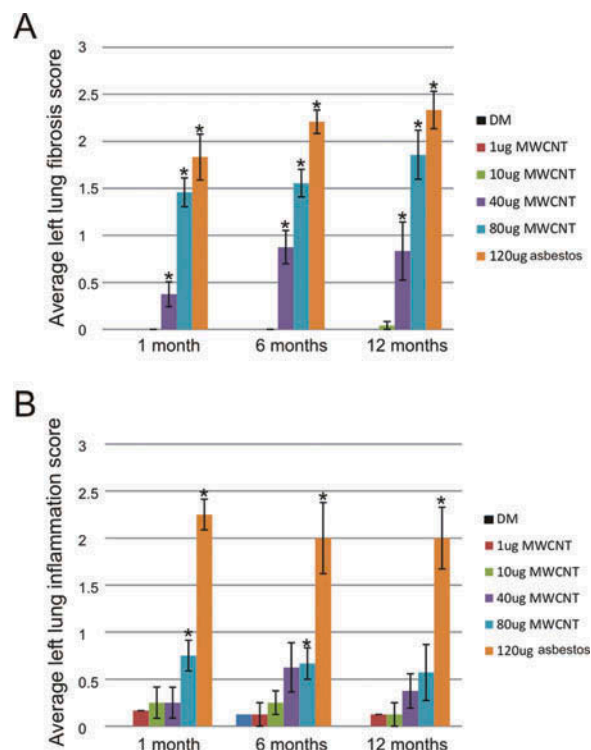 A
Average left lung fibrosis score
3
2.5
2
1.5
1
0.5
0
* * *
* * *
* * *
1 month 6 months 12 months
DM
1ug MWCNT
10ug MWCNT
40ug MWCNT
80ug MWCNT
120ug asbestos
B
Average left lung inflammation score
3
2.5
2
1.5
1
0.5
0
* *
* *
*
1 month 6 months 12 months
DM
1ug MWCNT
10ug MWCNT
40ug MWCNT
80ug MWCNT
120ug asbestos